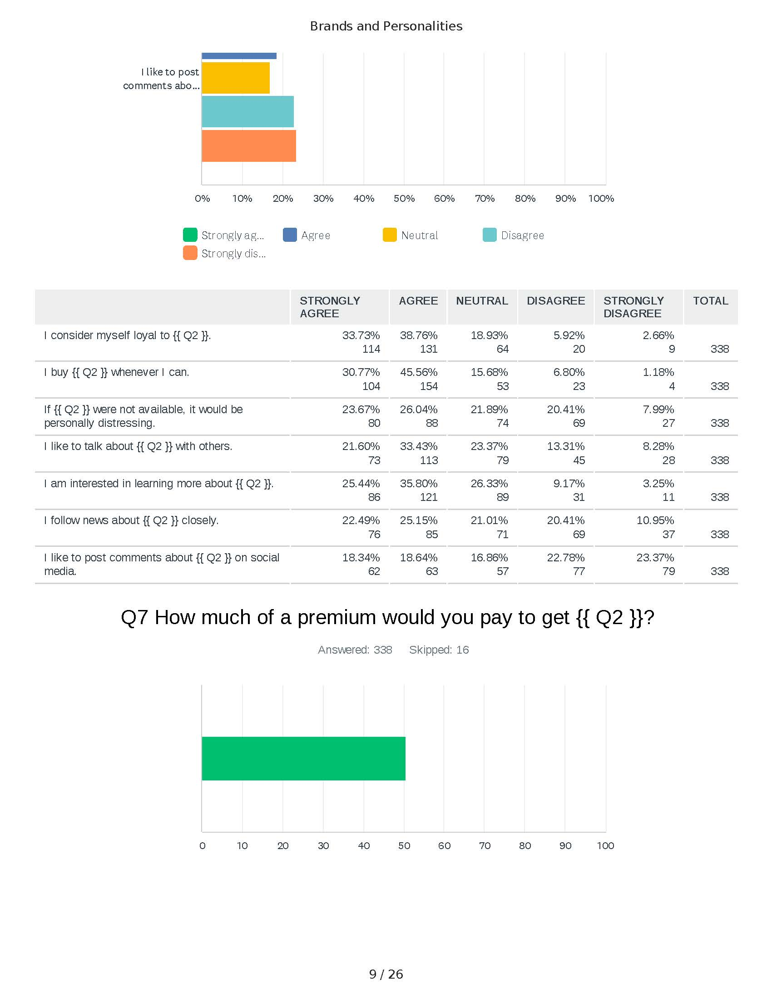 Brands and Personalities
I like to post
comments abo...
0% 10% 20% 30% 40% 50% 60% 70% 80% 90% 100%
Strongly ag... Agree Neutral Disagree
Strongly dis...
STRONGLY AGREE NEUTRAL DISAGREE STRONGLY TOTAL
AGREE DISAGREE
I consider myself loyal to {{ Q2 }}. 33.73% 38.76% 18.93% 5.92% 2.66%
114 131 64 20 9 338
I buy {{ Q2 }} whenever I can. 30.77% 45.56% 15.68% 6.80% 1.18%
104 154 53 23 4 338
If {{ Q2 }} were not available, it would be 23.67% 26.04% 21.89% 20.41% 7.99%
personally distressing. 80 88 74 69 27 338
I like to talk about {{ Q2 }} with others. 21.60% 33.43% 23.37% 13.31% 8.28%
73 113 79 45 28 338
I am interested in learning more about {{ Q2 }}. 25.44% 35.80% 26.33% 9.17% 3.25%
86 121 89 31 11 338
I follow news about {{ Q2 }} closely. 22.49% 25.15% 21.01% 20.41% 10.95%
76 85 71 69 37 338
I like to post comments about {{ Q2 }} on social 18.34% 18.64% 16.86% 22.78% 23.37%
media. 62 63 57 77 79 338
Q7 How much of a premium would you pay to get {{ Q2 }}?
Answered: 338 Skipped: 16
0 10 20 30 40 50 60 70 80 90 100
9 / 26